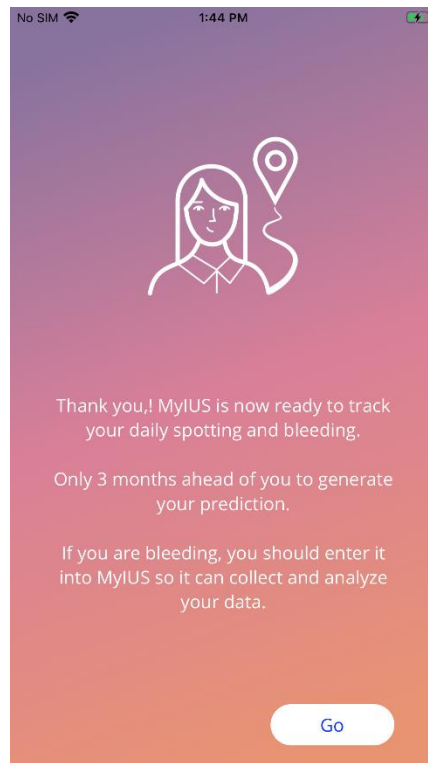 No SIM 1:44 PM
Thank you,! MyIUS is now ready to track
your daily spotting and bleeding.
Only 3 months ahead of you to generate
your prediction.
If you are bleeding, you should enter it
into MyIUS so it can collect and analyze
your data.
Go